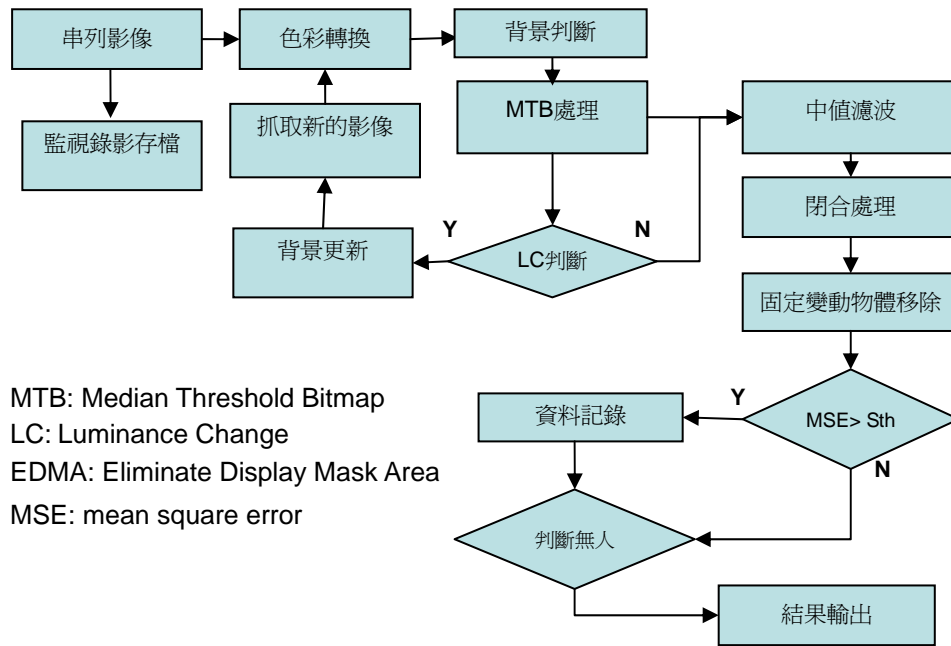 串列影像
色彩轉換
背景判斷
監視錄影存檔
抓取新的影像
MTB處理
中值濾波
閉合處理
Y
N
背景更新
LC判斷
固定變動物體移除
MTB: Median Threshold Bitmap
LC: Luminance Change
EDMA: Eliminate Display Mask Area
MSE: mean square error
資料記錄
Y
MSE> Sth
N
判斷無人
結果輸出